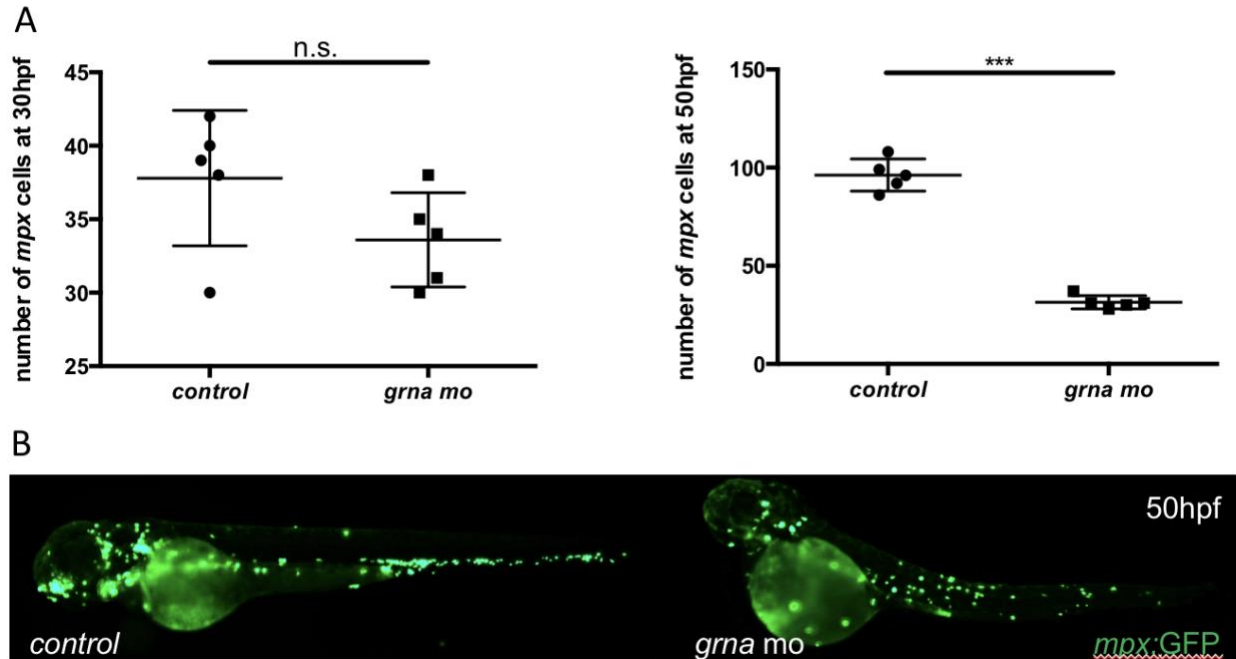 A
n.s.
number of mpx cells at 30hpf
45
40
35
30
25
control
grna mo
***
number of mpx cells at 50hpf
150
100
50
0
control
grna mo
B
50hpf
control
grna mo
mpx;GFP